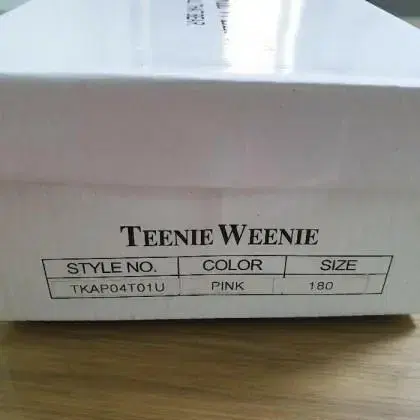 TEENIE WEENIE
STYLE NO. COLOR SIZE
TKAP04T01U PINK 180